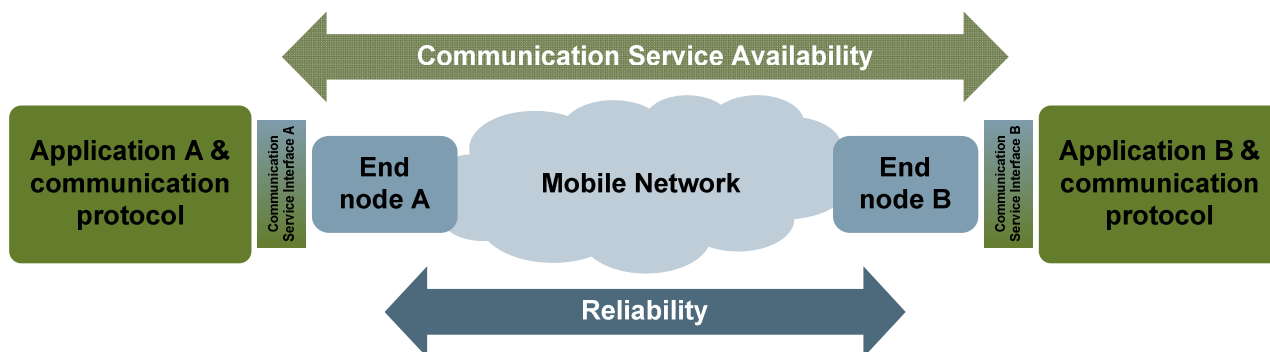 Communication Service Availability
Application A &
communication
protocol
Communication
Service Interface A
End
node A
Mobile Network
End
node B
Communication
Service Interface B
Application B &
communication
protocol
Reliability